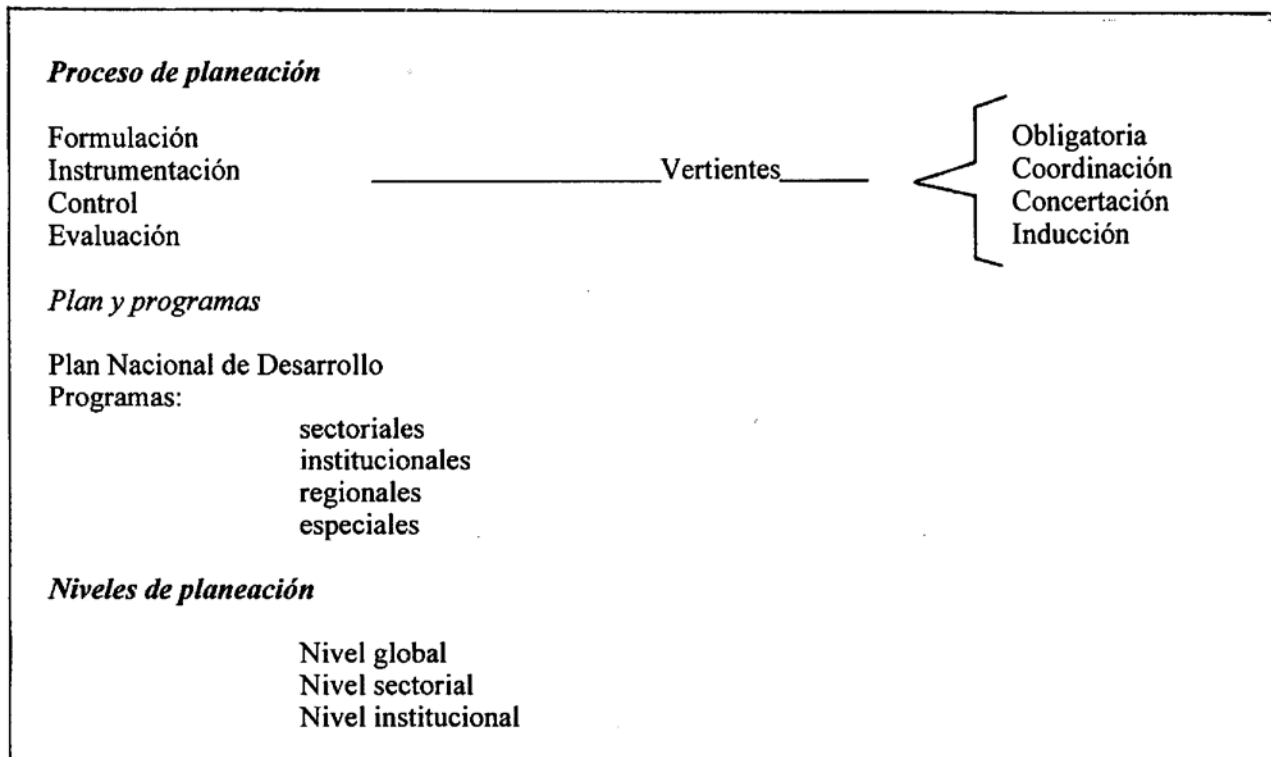 Proceso de planeación
Formulación
Instrumentación
Control
Evaluación
Vertientes
Obligatoria
Coordinación
Concertación
Inducción
Plan y programas
Plan Nacional de Desarrollo
Programas:
sectoriales
institucionales
regionales
especiales
Niveles de planeación
Nivel global
Nivel sectorial
Nivel institucional